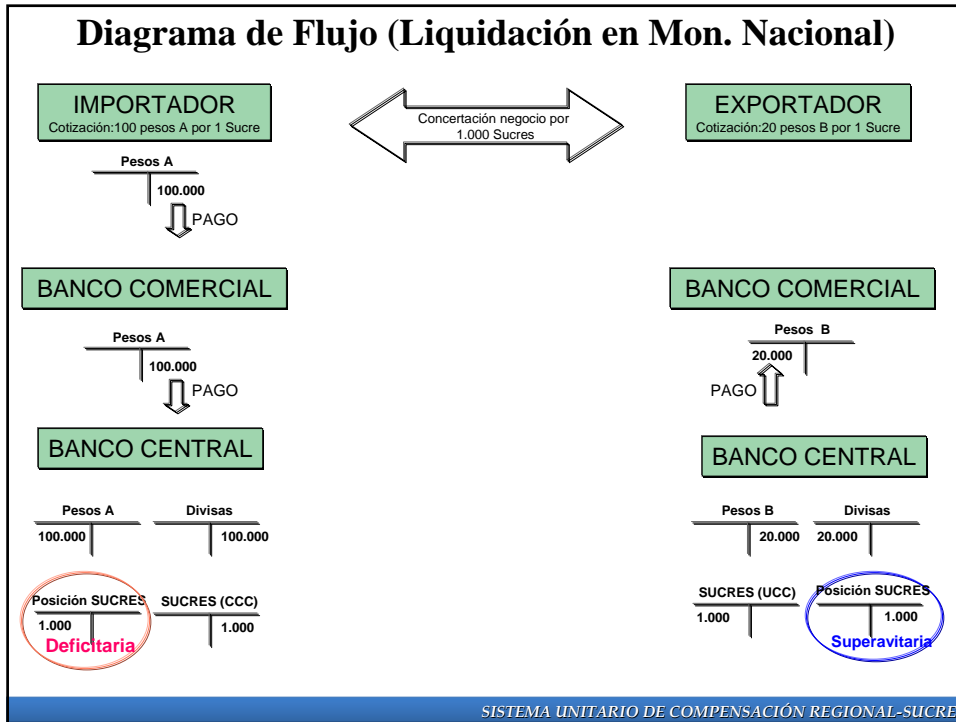 Diagrama de Flujo (Liquidación en Mon. Nacional)
IMPORTADOR
Cotización:100 pesos A por 1 Sucre
Concertación negocio por
1.000 Sucres
EXPORTADOR
Cotización:20 pesos B por 1 Sucre
Pesos A
100.000
PAGO
BANCO COMERCIAL
Pesos A
100.000
PAGO
BANCO CENTRAL
Pesos A
100.000
Divisas
100.000
Posición SUCRES
1.000
Deficitaria
SUCRES (CCC)
1.000
BANCO COMERCIAL
Pesos B
20.000
PAGO
BANCO CENTRAL
Pesos B
20.000
Divisas
20.000
SUCRES (UCC)
1.000
Posición SUCRES
1.000
Superavitaria
SISTEMA UNITARIO DE COMPENSACIÓN REGIONAL-SUCRE